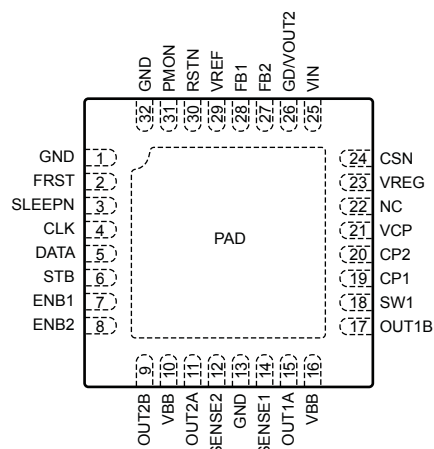 GND
PMON
RSTN
VREF
FB1
FB2
GD/VOUT2
VIN
32
31
30
29
28
27
26
25
GND 1
FRST 2
SLEEPN 3
CLK 4
DATA 5
STB 6
ENB1 7
ENB2 8
PAD
24 CSN
23 VREG
22 NC
21 VCP
20 CP2
19 CP1
18 SW1
17 OUT1B
9
10
11
12
13
14
15
16
OUT2B
VBB
OUT2A
SENSE2
GND
SENSE1
OUT1A
VBB